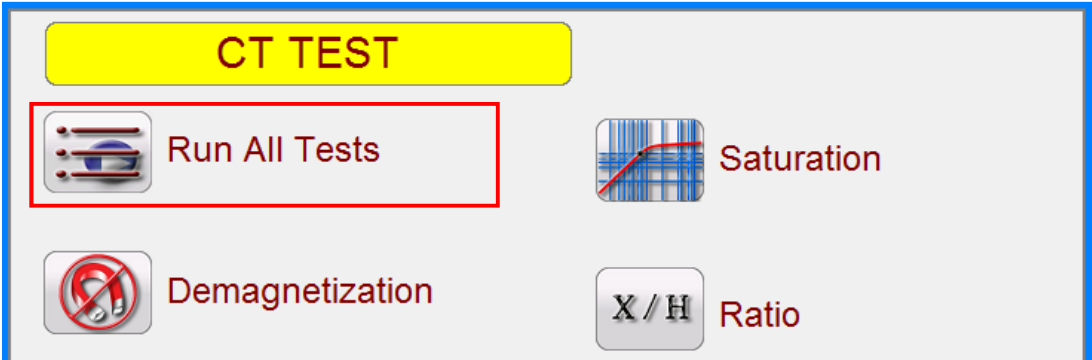 CT TEST
Run All Tests
Saturation
Demagnetization
X / H
Ratio